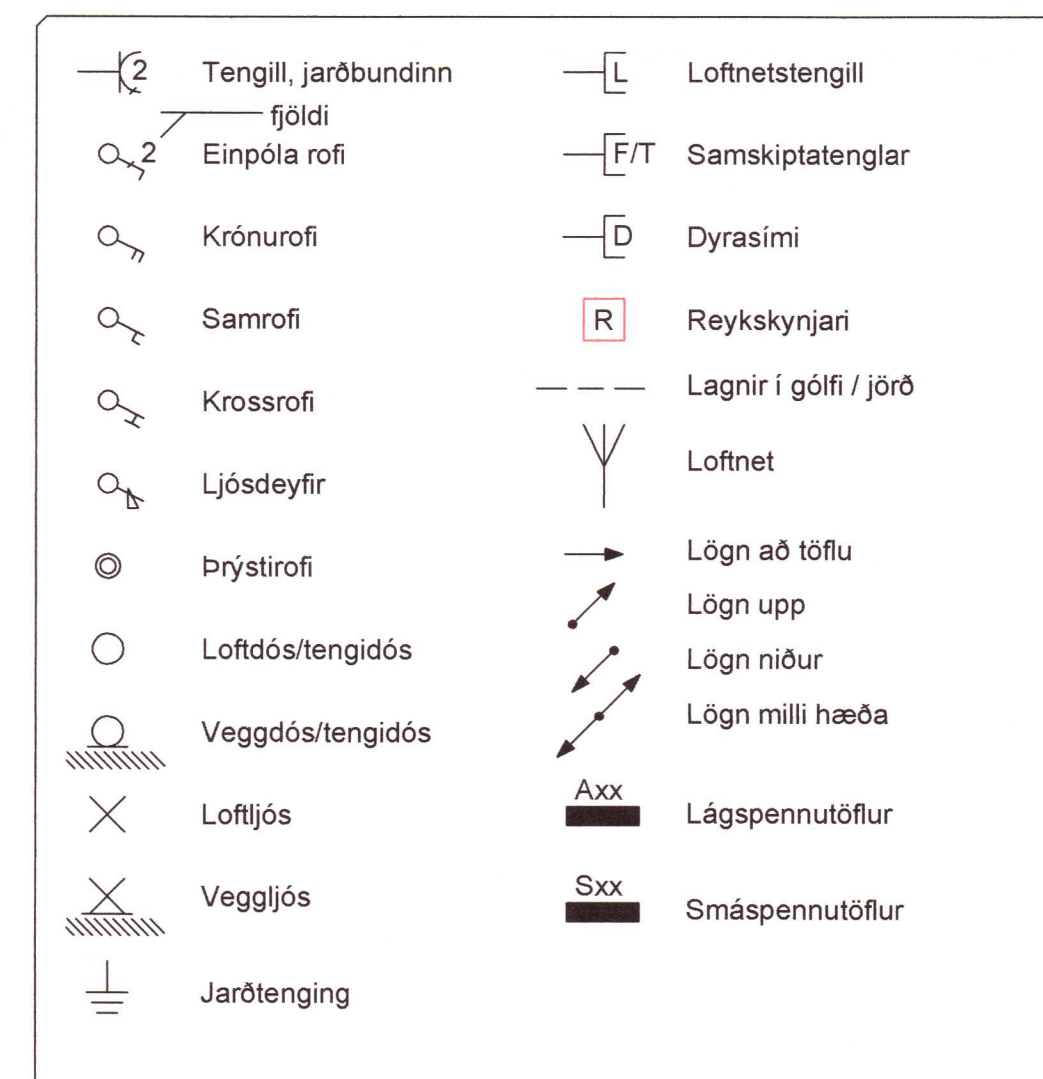 2 Tengill, jarðbundinn
fjöldi
2 Einpóla rofi
Krónurofi
Samrofi
Krossrofi
Ljósdeyfir
Þrýstirofi
Loftdós/tengidós
Veggdós/tengidós
Loftljós
Veggljós
Jarðtenging
L Loftnetstengill
F/T Samskiptatenglar
D Dyrasími
R Reykskynjari
Lagnir í gólfi / jörð
Loftnet
Lögn að töflu
Lögn upp
Lögn niður
Lögn milli hæða
Axx
Lágspennutöflur
Sxx
Smáspennutöflur